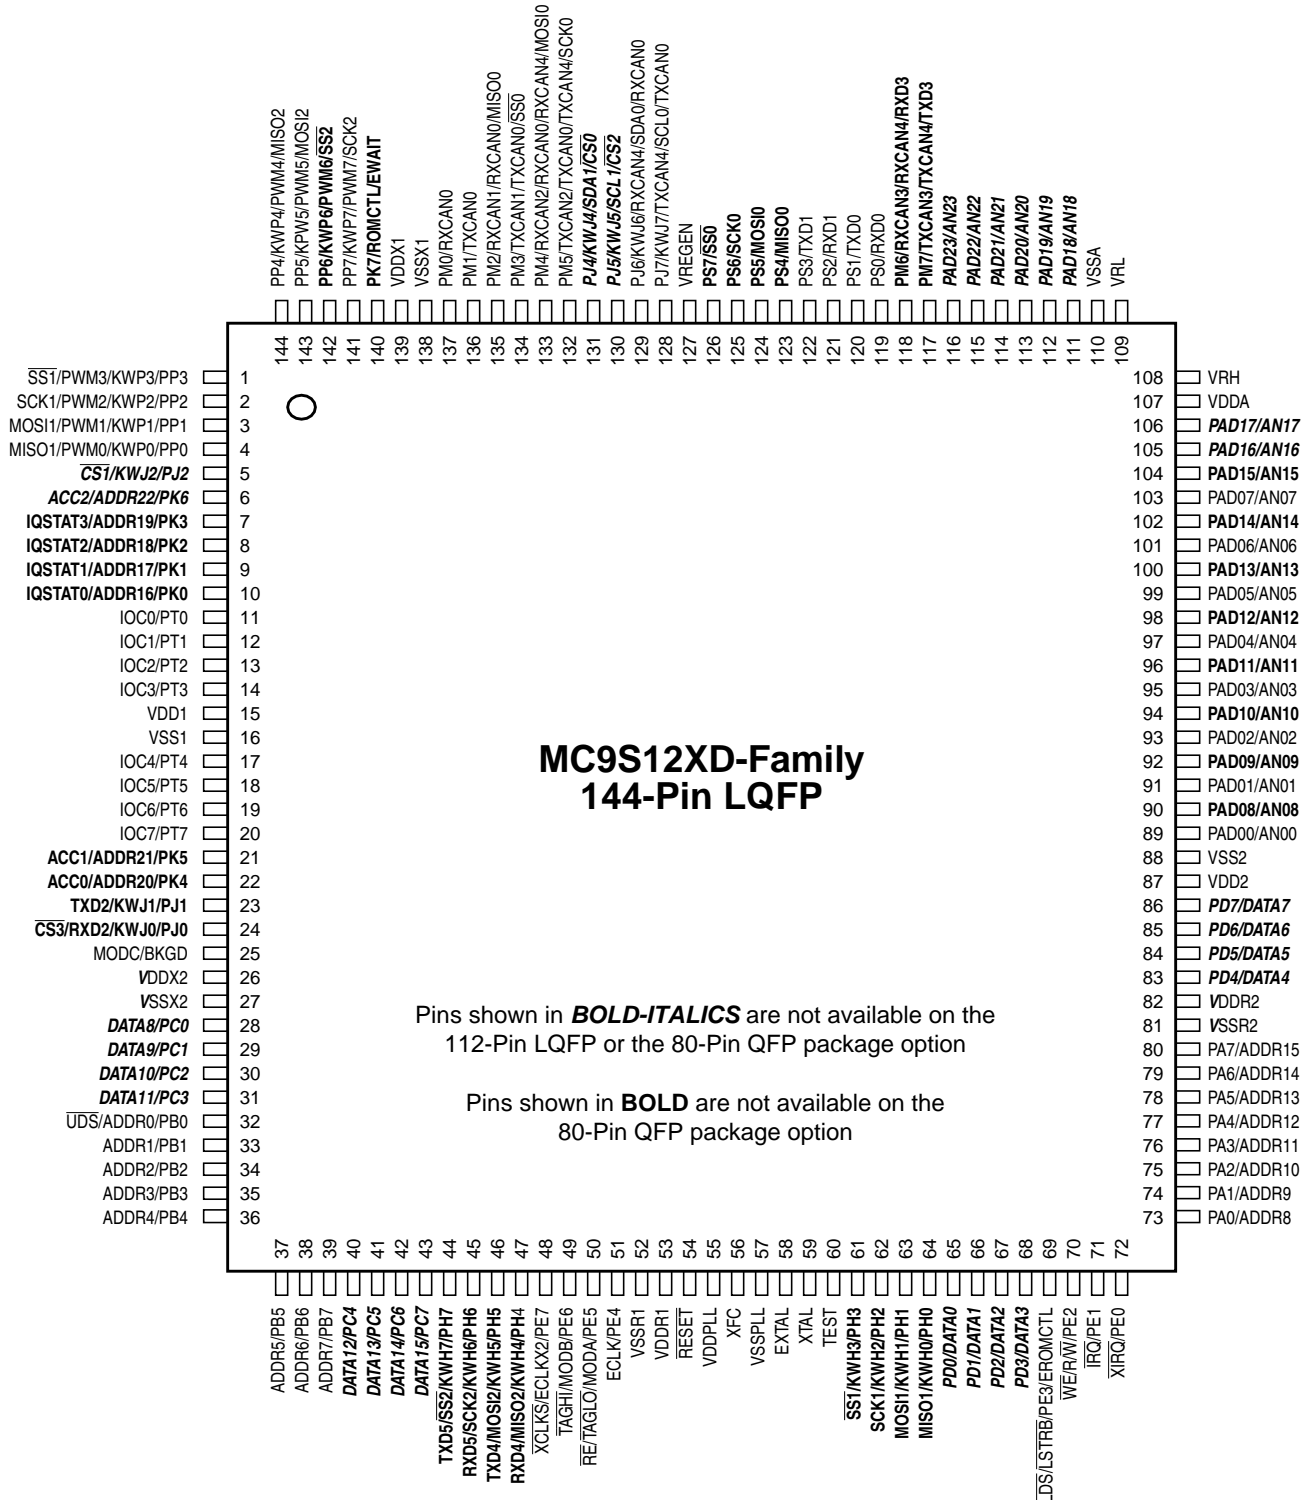 PP4/KWP4/PWM4/MISO2
PP5/KPW5/PWM5/MOSI2
PP6/KWP6/PWM6/SS2
PP7/KWP7/PWM7/SCK2
PK7/ROMCTL/EWAIT
VDDX1
VSSX1
PM0/RXCAN0
PM1/TXCAN0
PM2/RXCAN1/RXCAN0/MISO0
PM3/TXCAN1/TXCAN0/SS0
PM4/RXCAN2/RXCAN0/RXCAN4/MOSI0
PM5/TXCAN2/TXCAN0/TXCAN4/SCK0
PJ4/KWJ4/SDA1/CS0
PJ5/KWJ5/SCL1/CS2
PJ6/KWJ6/RXCAN4/SDA0/RXCAN0
PJ7/KWJ7/TXCAN4/SCL0/TXCAN0
VREGEN
PS7/SS0
PS6/SCK0
PS5/MOSI0
PS4/MISO0
PS3/TXD1
PS2/RXD1
PS1/TXD0
PS0/RXD0
PM6/RXCAN3/RXCAN4/RXD3
PM7/TXCAN3/TXCAN4/TXD3
PAD23/AN23
PAD22/AN22
PAD21/AN21
PAD20/AN20
PAD19/AN19
PAD18/AN18
VSSA
VRL
144
143
142
141
140
139
138
137
136
135
134
133
132
131
130
129
128
127
126
125
124
123
122
121
120
119
118
117
116
115
114
113
112
111
110
109
SS1/PWM3/KWP3/PP3 1
SCK1/PWM2/KWP2/PP2 2
MOSI1/PWM1/KWP1/PP1 3
MISO1/PWM0/KWP0/PP0 4
CS1/KWJ2/PJ2 5
ACC2/ADDR22/PK6 6
IQSTAT3/ADDR19/PK3 7
IQSTAT2/ADDR18/PK2 8
IQSTAT1/ADDR17/PK1 9
IQSTAT0/ADDR16/PK0 10
IOC0/PT0 11
IOC1/PT1 12
IOC2/PT2 13
IOC3/PT3 14
VDD1 15
VSS1 16
IOC4/PT4 17
IOC5/PT5 18
IOC6/PT6 19
IOC7/PT7 20
ACC1/ADDR21/PK5 21
ACC0/ADDR20/PK4 22
TXD2/KWJ1/PJ1 23
CS3/RXD2/KWJ0/PJ0 24
MODC/BKGD 25
VDDX2 26
VSSX2 27
DATA8/PC0 28
DATA9/PC1 29
DATA10/PC2 30
DATA11/PC3 31
UDS/ADDR0/PB0 32
ADDR1/PB1 33
ADDR2/PB2 34
ADDR3/PB3 35
ADDR4/PB4 36
MC9S12XD-Family
144-Pin LQFP
Pins shown in BOLD-ITALICS are not available on the
112-Pin LQFP or the 80-Pin QFP package option
Pins shown in BOLD are not available on the
80-Pin QFP package option
108 VRH
107 VDDA
106 PAD17/AN17
105 PAD16/AN16
104 PAD15/AN15
103 PAD07/AN07
102 PAD14/AN14
101 PAD06/AN06
100 PAD13/AN13
99 PAD05/AN05
98 PAD12/AN12
97 PAD04/AN04
96 PAD11/AN11
95 PAD03/AN03
94 PAD10/AN10
93 PAD02/AN02
92 PAD09/AN09
91 PAD01/AN01
90 PAD08/AN08
89 PAD00/AN00
88 VSS2
87 VDD2
86 PD7/DATA7
85 PD6/DATA6
84 PD5/DATA5
83 PD4/DATA4
82 VDDR2
81 VSSR2
80 PA7/ADDR15
79 PA6/ADDR14
78 PA5/ADDR13
77 PA4/ADDR12
76 PA3/ADDR11
75 PA2/ADDR10
74 PA1/ADDR9
73 PA0/ADDR8
37
38
39
40
41
42
43
44
45
46
47
48
49
50
51
52
53
54
55
56
57
58
59
60
61
62
63
64
65
66
67
68
69
70
71
72
ADDR5/PB5
ADDR6/PB6
ADDR7/PB7
DATA12/PC4
DATA13/PC5
DATA14/PC6
DATA15/PC7
TXD5/SS2/KWH7/PH7
RXD5/SCK2/KWH6/PH6
TXD4/MOSI2/KWH5/PH5
RXD4/MISO2/KWH4/PH4
XCLKS/ECLKX2/PE7
TAGHI/MODB/PE6
RE/TAGLO/MODA/PE5
ECLK/PE4
VSSR1
VDDR1
RESET
VDDPLL
XFC
VSSPLL
EXTAL
XTAL
TEST
SS1/KWH3/PH3
SCK1/KWH2/PH2
MOSI1/KWH1/PH1
MISO1/KWH0/PH0
PD0/DATA0
PD1/DATA1
PD2/DATA2
PD3/DATA3
LDS/LSTRB/PE3/EROMCTL
WE/R/W/PE2
IRQ/PE1
XIRQ/PE0